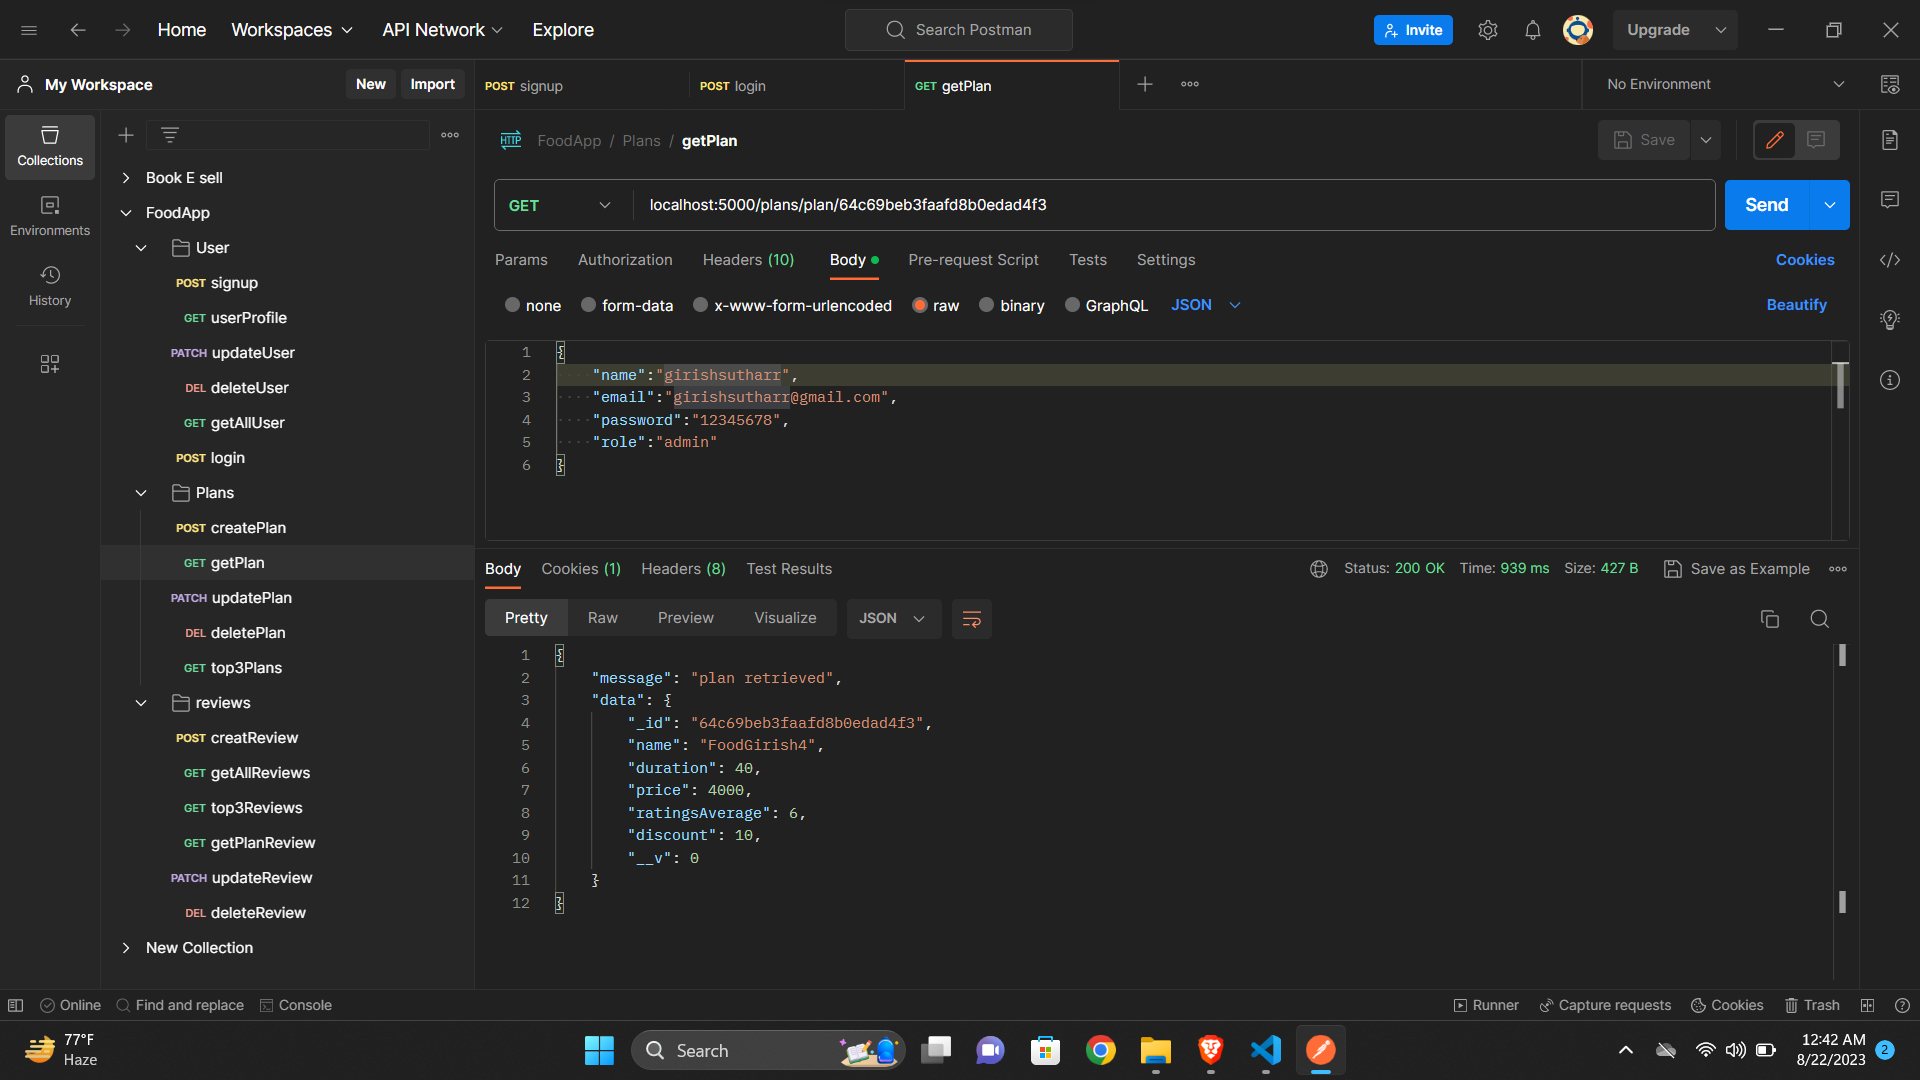 Home Workspaces API Network Explore Search Postman Invite Upgrade
My Workspace New Import POST signup POST login GET getPlan No Environment
Collections
Environments
History
Book E sell
FoodApp
User
POST signup
GET userProfile
PATCH updateUser
DEL deleteUser
GET getAllUser
POST login
Plans
POST createPlan
GET getPlan
PATCH updatePlan
DEL deletePlan
GET top3Plans
reviews
POST creatReview
GET getAllReviews
GET top3Reviews
GET getPlanReview
PATCH updateReview
DEL deleteReview
New Collection
HTTP FoodApp / Plans / getPlan Save
GET localhost:5000/plans/plan/64c69beb3faafd8b0edad4f3 Send
Params Authorization Headers (10) Body Pre-request Script Tests Settings Cookies
none form-data x-www-form-urlencoded raw binary GraphQL JSON Beautify
1 {
2 "name":"girishsutharr",
3 "email":"girishsutharr@gmail.com",
4 "password":"12345678",
5 "role":"admin"
6 }
Body Cookies (1) Headers (8) Test Results Status: 200 OK Time: 939 ms Size: 427 B Save as Example
Pretty Raw Preview Visualize JSON
1 {
2 "message": "plan retrieved",
3 "data": {
4 "_id": "64c69beb3faafd8b0edad4f3",
5 "name": "FoodGirish4",
6 "duration": 40,
7 "price": 4000,
8 "ratingsAverage": 6,
9 "discount": 10,
10 "__v": 0
11 }
12 }
Online Find and replace Console Runner Capture requests Cookies Trash
77°F
Haze
Search
12:42 AM
8/22/2023
2